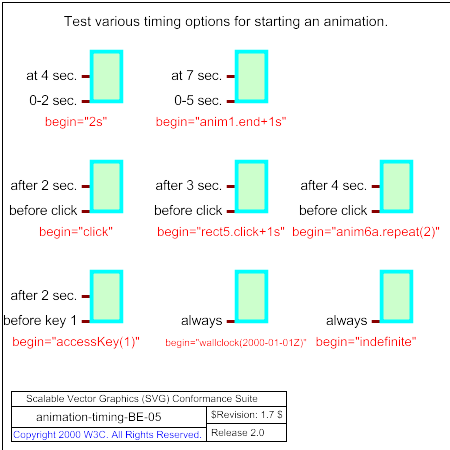 Test various timing options for starting an animation.
at 4 sec.
at 7 sec.
0-2 sec.
0-5 sec.
begin="2s"
begin="anim1.end+1s"
after 2 sec.
after 3 sec.
after 4 sec.
before click
before click
before click
begin="click"
begin="rect5.click+1s"
begin="anim6a.repeat(2)"
after 2 sec.
before key 1
always
always
begin="accessKey(1)"
begin="wallclock(2000-01-01Z)"
begin="indefinite"
Scalable Vector Graphics (SVG) Conformance Suite
animation-timing-BE-05
$Revision: 1.7 $
Copyright 2000 W3C. All Rights Reserved.
Release 2.0